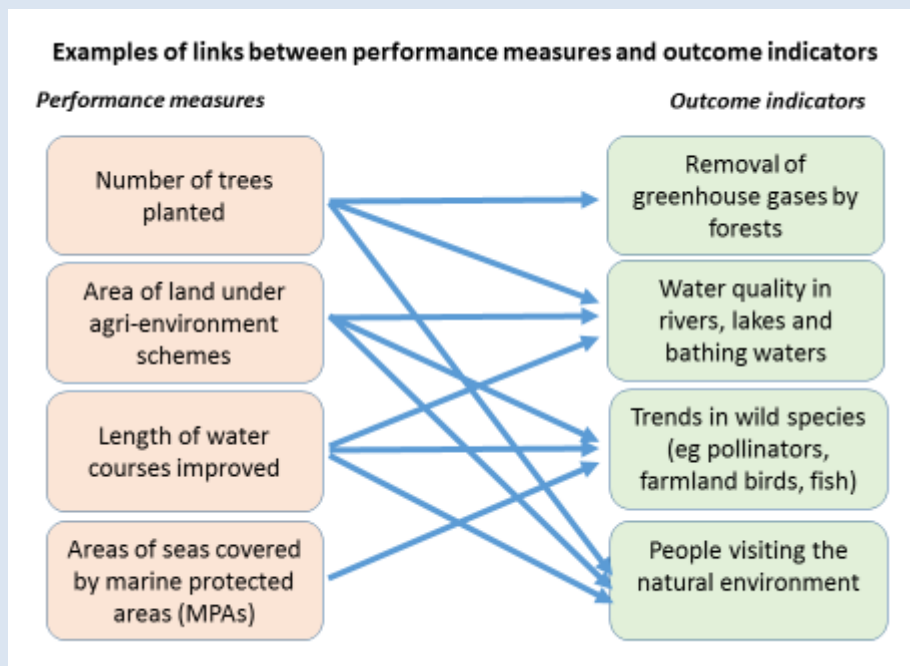 Examples of links between performance measures and outcome indicators
Performance measures
Outcome indicators
Number of trees
planted
Removal of
greenhouse gases by
forests
Area of land under
agri-environment
schemes
Water quality in
rivers, lakes and
bathing waters
Length of water
courses improved
Trends in wild species
(eg pollinators,
farmland birds, fish)
Areas of seas covered
by marine protected
areas (MPAs)
People visiting the
natural environment